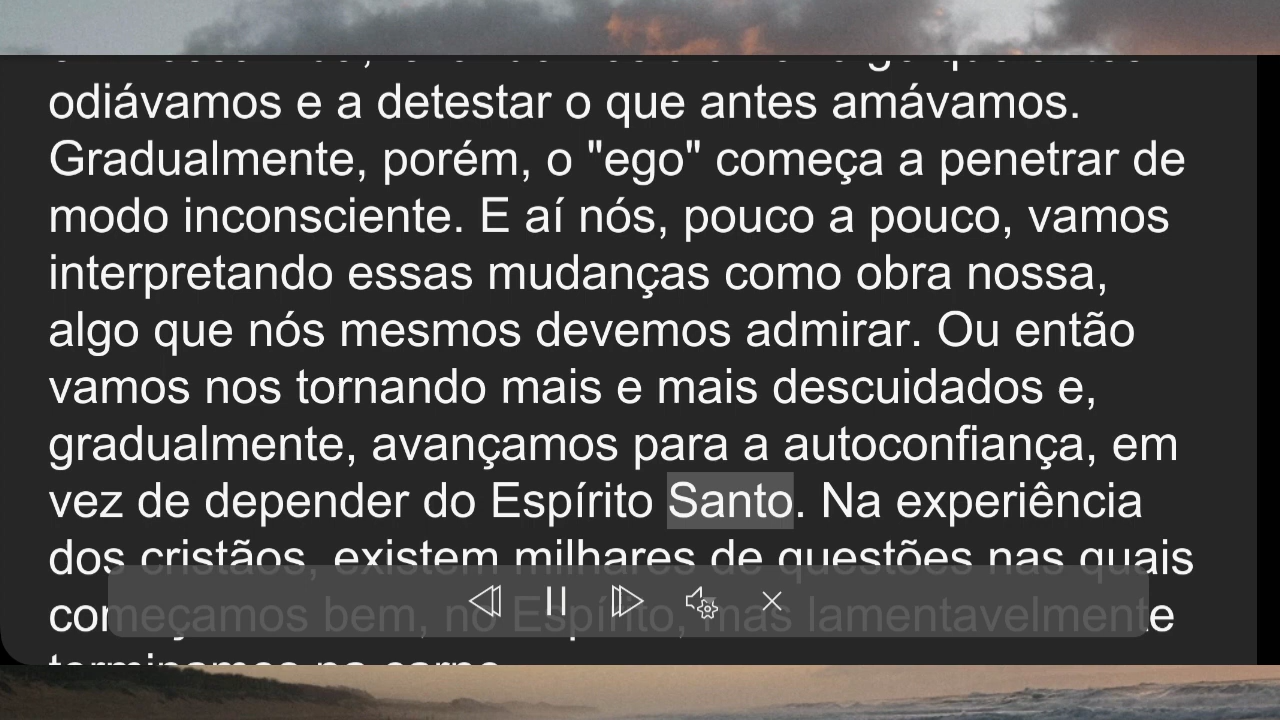 odiávamos e a detestar o que antes amávamos.
Gradualmente, porém, o "ego" começa a penetrar de
modo inconsciente. E aí nós, pouco a pouco, vamos
interpretando essas mudanças como obra nossa,
algo que nós mesmos devemos admirar. Ou então
vamos nos tornando mais e mais descuidados e,
gradualmente, avançamos para a autoconfiança, em
vez de depender do Espírito Santo. Na experiência
dos cristãos, existem milhares de questões nas quais
começamos bem, no Espírito, mas lamentavelmente
terminamos na carne.